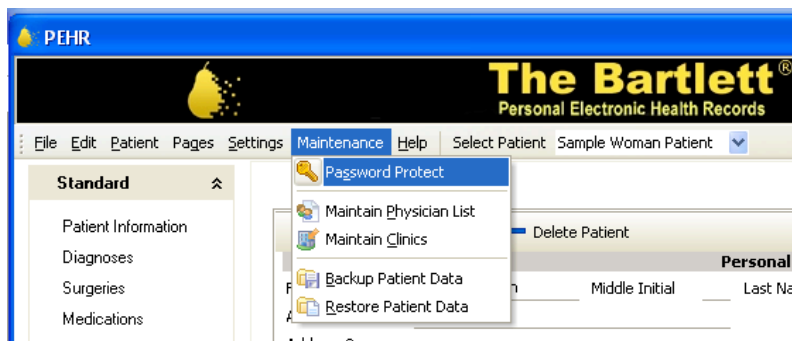 PEHR
The Bartlett®
Personal Electronic Health Records
File Edit Patient Pages Settings Maintenance Help Select Patient Sample Woman Patient
Standard
Password Protect
Maintain Physician List
Patient Information
Maintain Clinics
Delete Patient
Diagnoses
Personal
Backup Patient Data
Surgeries
Middle Initial
Last Na
Restore Patient Data
Medications